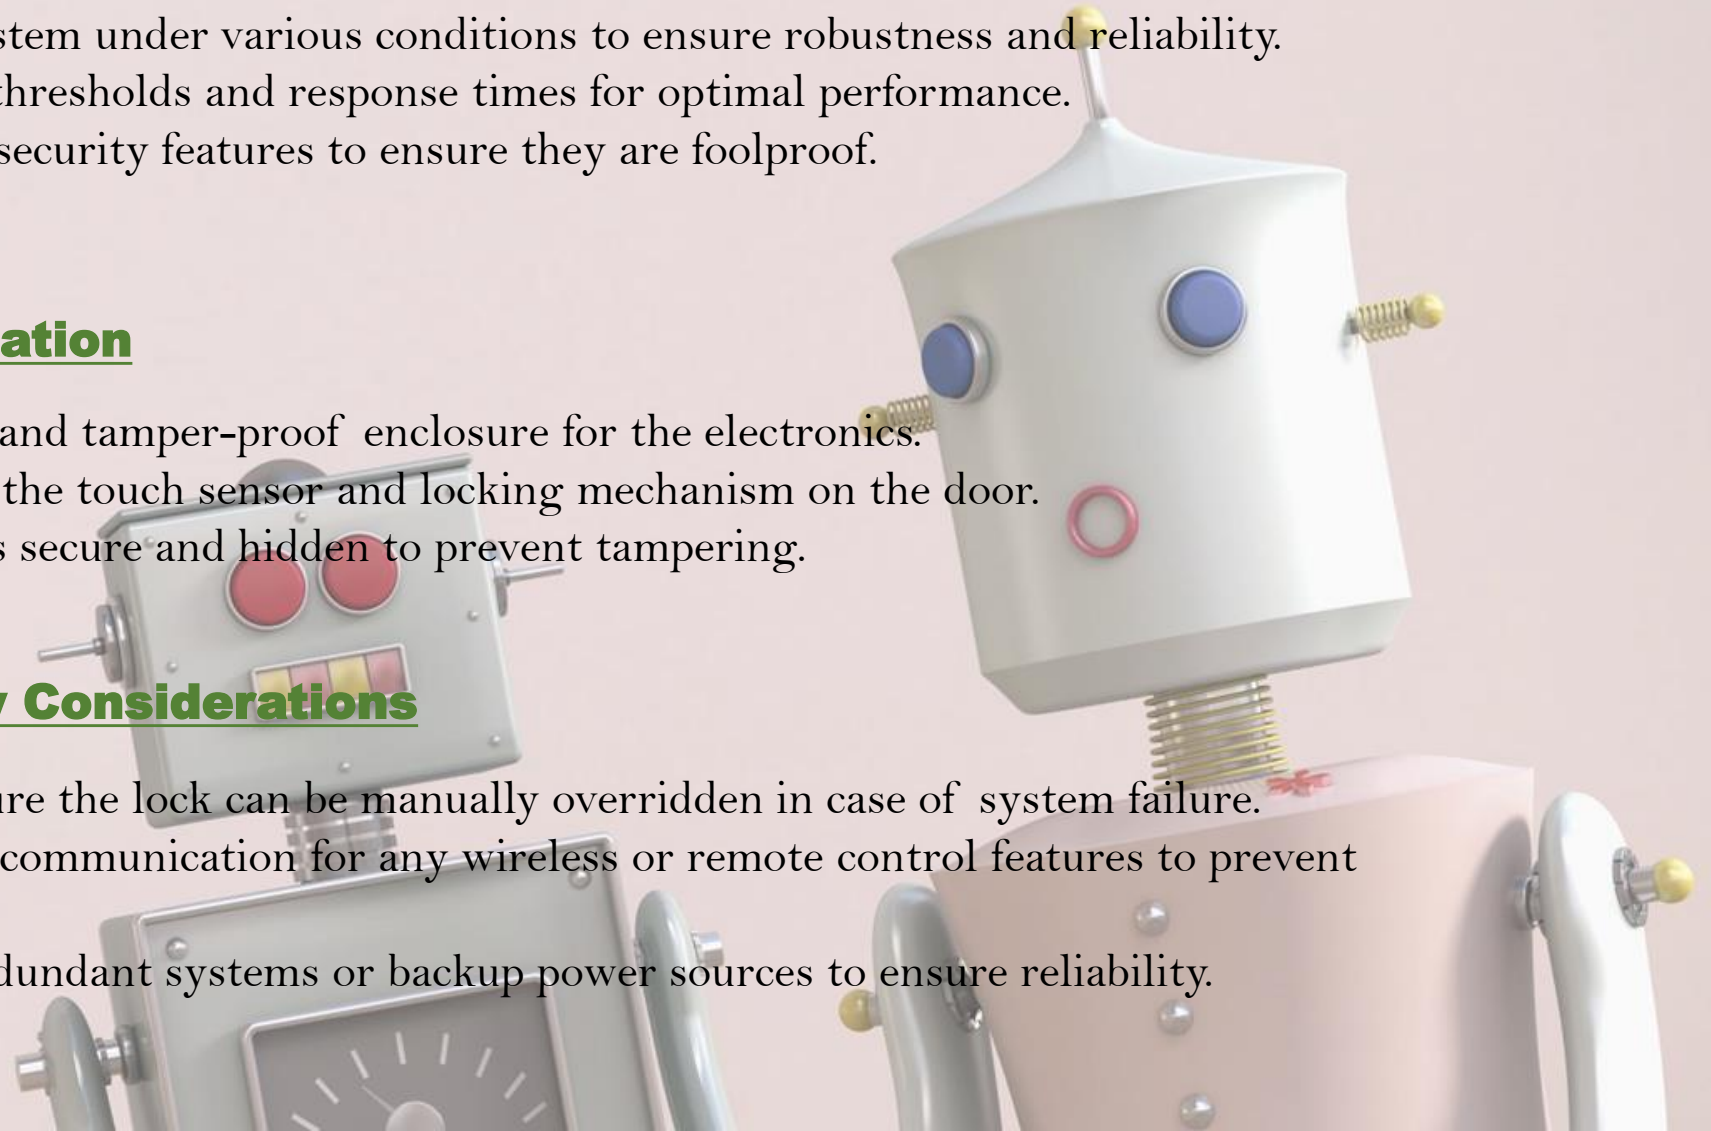 stem under various conditions to ensure robustness and reliability.
thresholds and response times for optimal performance.
security features to ensure they are foolproof.
ation
and tamper-proof enclosure for the electronics.
the touch sensor and locking mechanism on the door.
s secure and hidden to prevent tampering.
y Considerations
ure the lock can be manually overridden in case of system failure.
communication for any wireless or remote control features to prevent
dundant systems or backup power sources to ensure reliability.